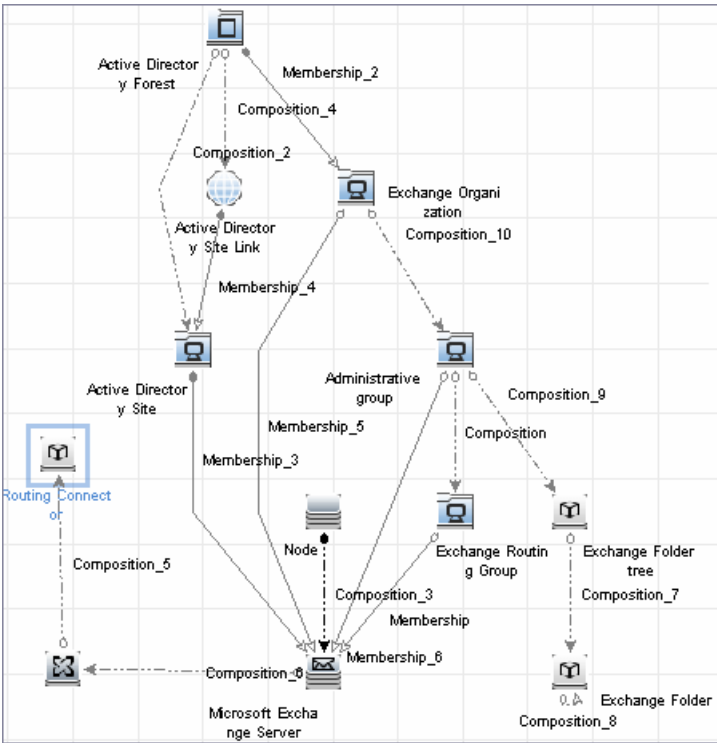 Active Director
y Forest
Membership_2
Composition_4
Composition_2
Exchange Organi
zation
Active Director
y Site Link
Composition_10
Membership_4
Active Director
y Site
Administrative
group
Composition_9
Membership_5
Composition
Membership_3
Routing Connect
or
Node
Exchange Routin
g Group
Exchange Folder
tree
Composition_5
Composition_3
Composition_7
Membership
Membership_6
Composition_6
Microsoft Excha
nge Server
Exchange Folder
Composition_8